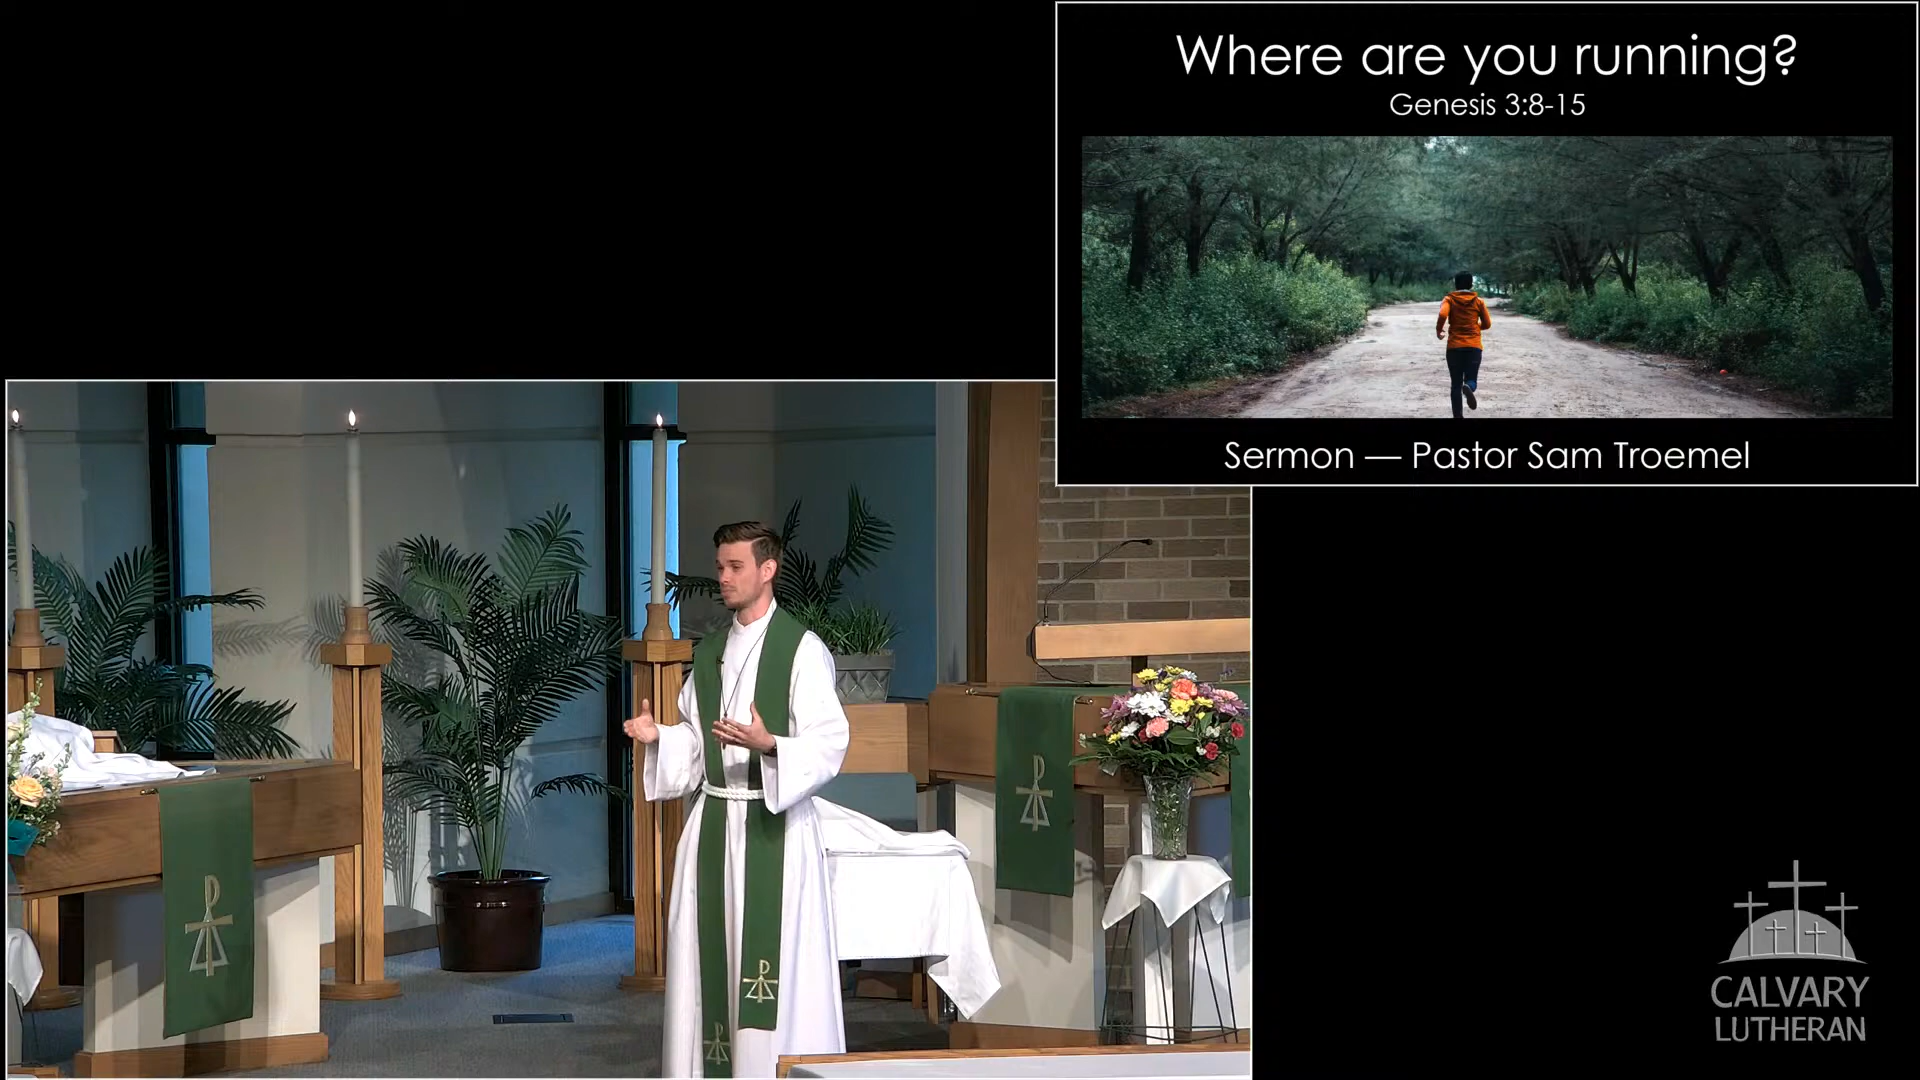 Where are you running?
Genesis 3:8-15
Sermon — Pastor Sam Troemel
CALVARY
LUTHERAN